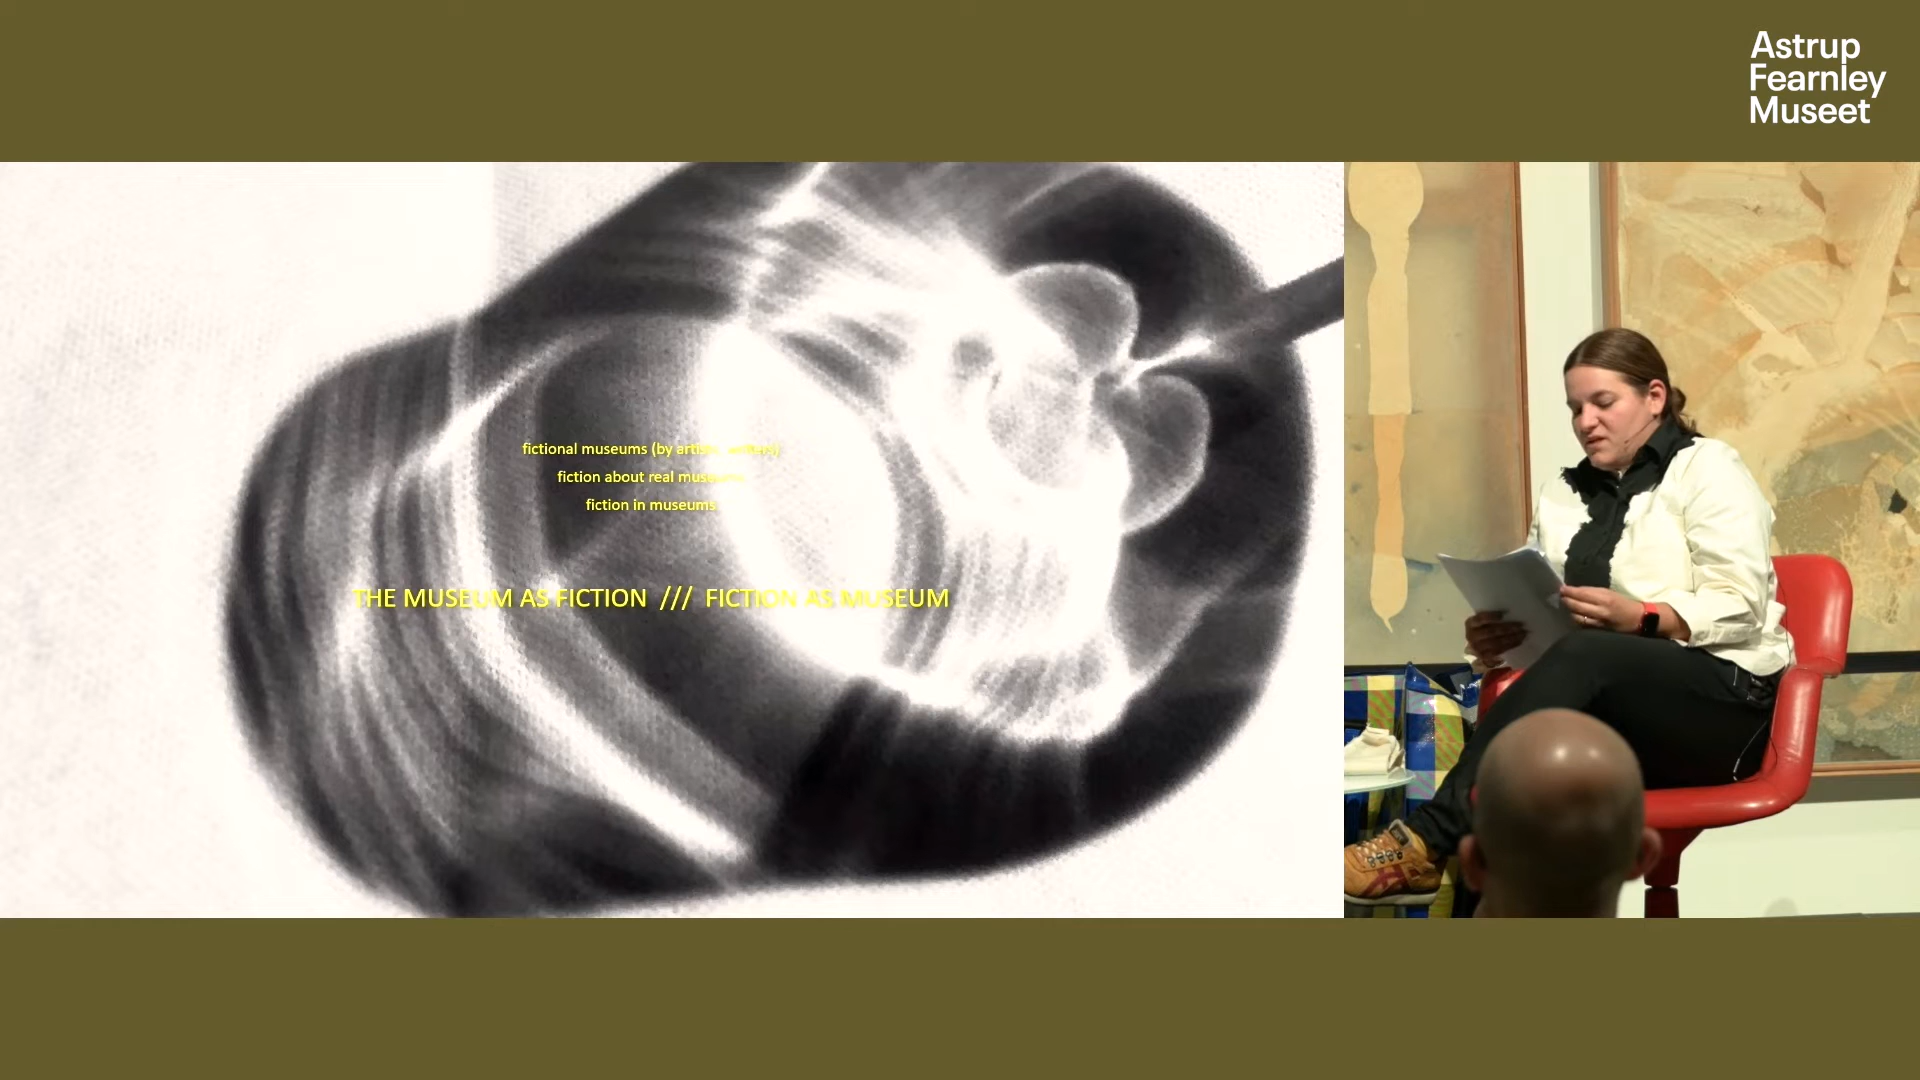 Astrup
Fearnley
Museet
fictional museums (by artists, writers)
fiction about real museums
fiction in museums
THE MUSEUM AS FICTION /// FICTION AS MUSEUM